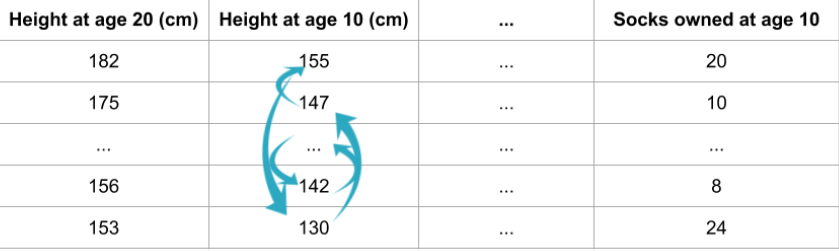 Height at age 20 (cm) Height at age 10 (cm) ... Socks owned at age 10
182 155 ... 20
175 147 ... 10
... ... ... ...
156 142 ... 8
153 130 ... 24